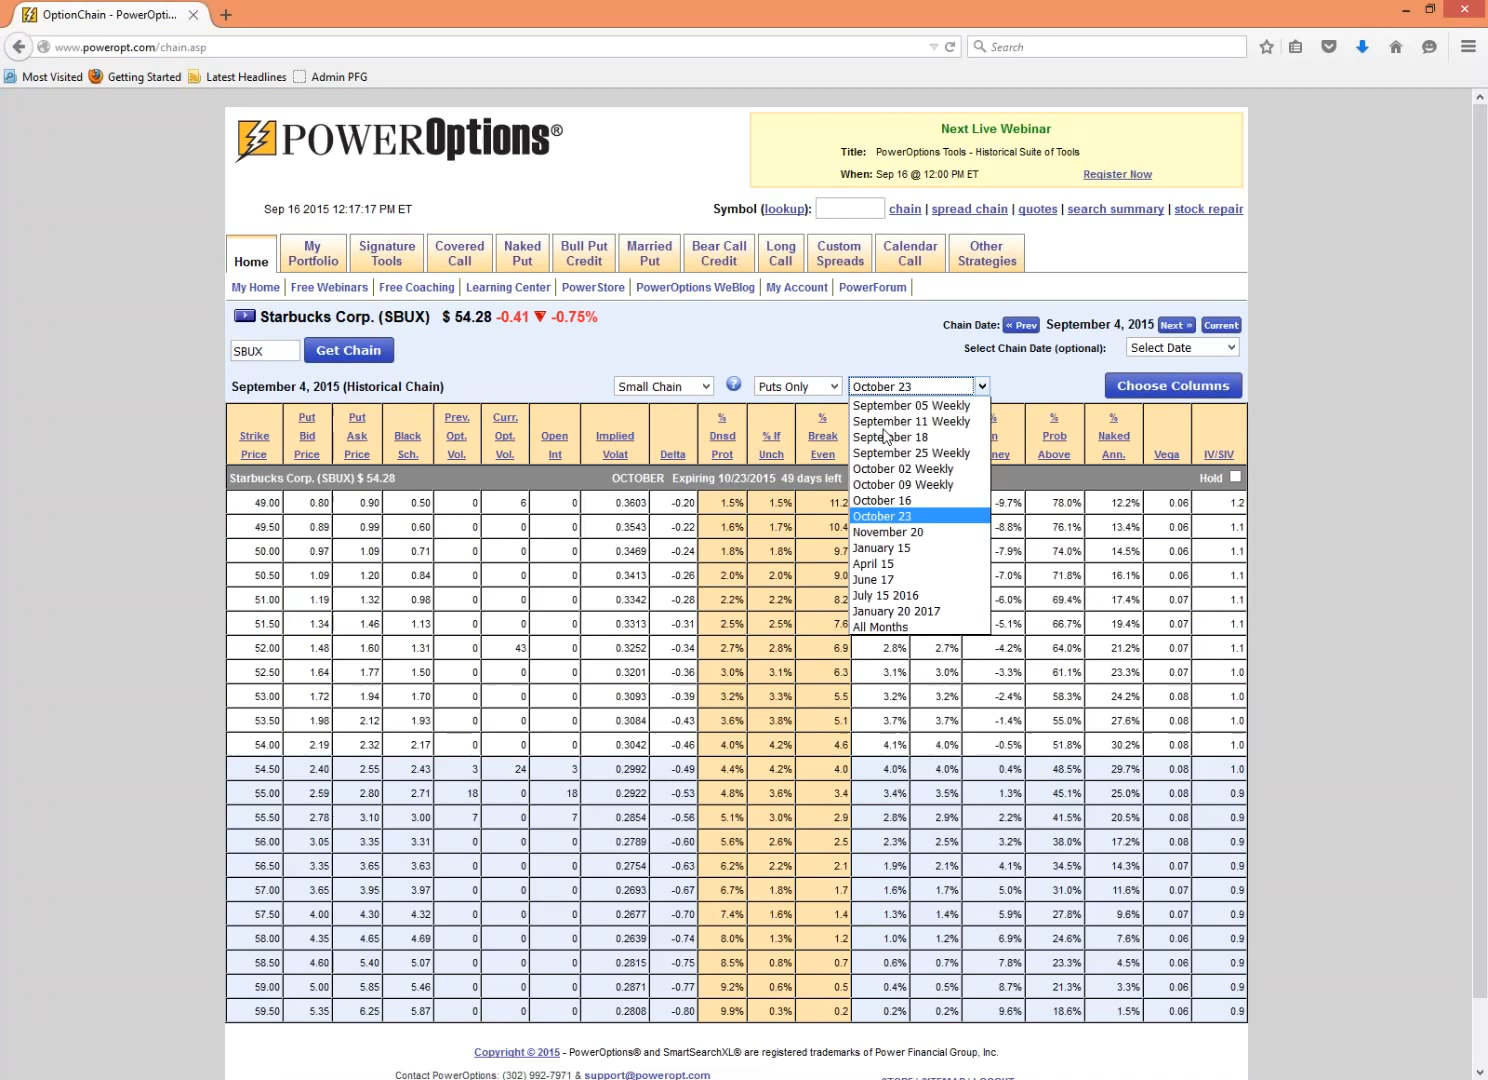 OptionChain - PowerOpti...
www.poweropt.com/chain.asp
Search
Most Visited Getting Started Latest Headlines Admin PFG
POWEROptions®
Next Live Webinar
Title: PowerOptions Tools - Historical Suite of Tools
When: Sep 16 @ 12:00 PM ET Register Now
Sep 16 2015 12:17:17 PM ET
Symbol (lookup): chain | spread chain | quotes | search summary | stock repair
Home My Portfolio Signature Tools Covered Call Naked Put Bull Put Credit Married Put Bear Call Credit Long Call Custom Spreads Calendar Call Other Strategies
My Home Free Webinars Free Coaching Learning Center PowerStore PowerOptions WeBlog My Account PowerForum
Starbucks Corp. (SBUX) $ 54.28 -0.41 ▼ -0.75%
Chain Date: « Prev September 4, 2015 Next » Current
SBUX Get Chain
Select Chain Date (optional): Select Date
September 4, 2015 (Historical Chain) Small Chain ? Puts Only October 23 Choose Columns
September 05 Weekly
September 11 Weekly
September 18
September 25 Weekly
October 02 Weekly
October 09 Weekly
October 16
October 23
November 20
January 15
April 15
June 17
July 15 2016
January 20 2017
All Months
Strike Price Put Bid Price Put Ask Price Black Sch. Prev. Opt. Vol. Curr. Opt. Vol. Open Int Implied Volat Delta % Dnsd Prot % If Unch % Break Even % Prob Above % Naked Ann. Vega IV/SIV
Starbucks Corp. (SBUX) $ 54.28 OCTOBER Expiring 10/23/2015 49 days left Hold
49.00 0.80 0.90 0.50 0 6 0 0.3603 -0.20 1.5% 1.5% 11.2 -9.7% 78.0% 12.2% 0.06 1.2
49.50 0.89 0.99 0.60 0 0 0 0.3543 -0.22 1.6% 1.7% 10.4 -8.8% 76.1% 13.4% 0.06 1.1
50.00 0.97 1.09 0.71 0 0 0 0.3469 -0.24 1.8% 1.8% 9.7 -7.9% 74.0% 14.5% 0.06 1.1
50.50 1.09 1.20 0.84 0 0 0 0.3413 -0.26 2.0% 2.0% 9.0 -7.0% 71.8% 16.1% 0.06 1.1
51.00 1.19 1.32 0.98 0 0 0 0.3342 -0.28 2.2% 2.2% 8.2 -6.0% 69.4% 17.4% 0.07 1.1
51.50 1.34 1.46 1.13 0 0 0 0.3313 -0.31 2.5% 2.5% 7.6 -5.1% 66.7% 19.4% 0.07 1.1
52.00 1.48 1.60 1.31 0 43 0 0.3252 -0.34 2.7% 2.8% 6.9 2.8% 2.7% -4.2% 64.0% 21.2% 0.07 1.1
52.50 1.64 1.77 1.50 0 0 0 0.3201 -0.36 3.0% 3.1% 6.3 3.1% 3.0% -3.3% 61.1% 23.3% 0.07 1.0
53.00 1.72 1.94 1.70 0 0 0 0.3093 -0.39 3.2% 3.3% 5.5 3.2% 3.2% -2.4% 58.3% 24.2% 0.08 1.0
53.50 1.98 2.12 1.93 0 0 0 0.3084 -0.43 3.6% 3.8% 5.1 3.7% 3.7% -1.4% 55.0% 27.6% 0.08 1.0
54.00 2.19 2.32 2.17 0 0 0 0.3042 -0.46 4.0% 4.2% 4.6 4.1% 4.0% -0.5% 51.8% 30.2% 0.08 1.0
54.50 2.40 2.55 2.43 3 24 3 0.2992 -0.49 4.4% 4.2% 4.0 4.0% 4.0% 0.4% 48.5% 29.7% 0.08 1.0
55.00 2.59 2.80 2.71 18 0 18 0.2922 -0.53 4.8% 3.6% 3.4 3.4% 3.5% 1.3% 45.1% 25.0% 0.08 0.9
55.50 2.78 3.10 3.00 7 0 7 0.2854 -0.56 5.1% 3.0% 2.9 2.8% 2.9% 2.2% 41.5% 20.5% 0.08 0.9
56.00 3.05 3.35 3.31 0 0 0 0.2789 -0.60 5.6% 2.6% 2.5 2.3% 2.5% 3.2% 38.0% 17.2% 0.08 0.9
56.50 3.35 3.65 3.63 0 0 0 0.2754 -0.63 6.2% 2.2% 2.1 1.9% 2.1% 4.1% 34.5% 14.3% 0.07 0.9
57.00 3.65 3.95 3.97 0 0 0 0.2693 -0.67 6.7% 1.8% 1.7 1.6% 1.7% 5.0% 31.0% 11.6% 0.07 0.9
57.50 4.00 4.30 4.32 0 0 0 0.2677 -0.70 7.4% 1.6% 1.4 1.3% 1.4% 5.9% 27.8% 9.6% 0.07 0.9
58.00 4.35 4.65 4.69 0 0 0 0.2639 -0.74 8.0% 1.3% 1.2 1.0% 1.2% 6.9% 24.6% 7.6% 0.06 0.9
58.50 4.60 5.40 5.07 0 0 0 0.2815 -0.75 8.5% 0.8% 0.7 0.6% 0.7% 7.8% 23.3% 4.5% 0.06 0.9
59.00 5.00 5.85 5.46 0 0 0 0.2871 -0.77 9.2% 0.6% 0.5 0.4% 0.5% 8.7% 21.3% 3.3% 0.06 0.9
59.50 5.35 6.25 5.87 0 0 0 0.2808 -0.80 9.9% 0.3% 0.2 0.2% 0.2% 9.6% 18.6% 1.5% 0.06 0.9
Copyright © 2015 - PowerOptions® and SmartSearchXL® are registered trademarks of Power Financial Group, Inc.
Contact PowerOptions: (302) 992-7971 & support@poweropt.com